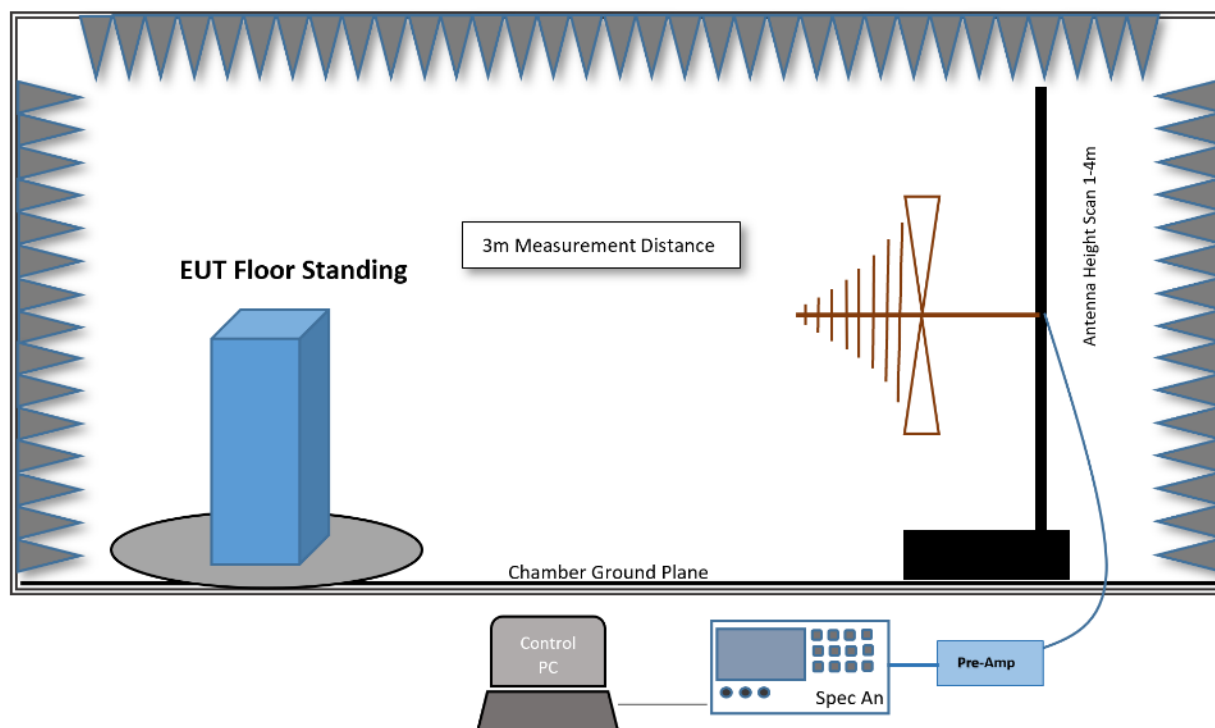 Antenna Height Scan 1-4m
3m Measurement Distance
EUT Floor Standing
Chamber Ground Plane
Control
PC
Pre-Amp
Spec An